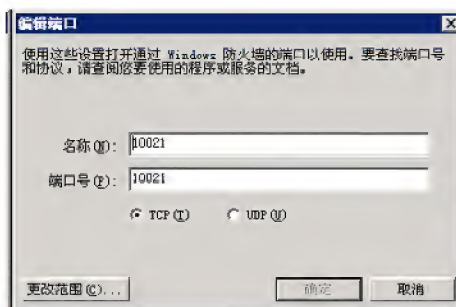 编辑端口
使用这些设置打开通过 Windows 防火墙的端口以使用。要查找端口号
和协议，请查阅您要使用的程序或服务的文档。
名称(N): 10021
端口号(P): 10021
TCP(T) UDP(U)
更改范围(C)... 确定 取消